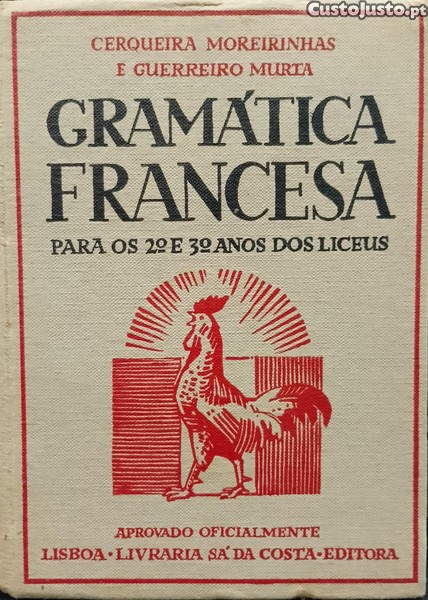 CustoJusto.pt
CERQUEIRA MOREIRINHAS
E GUERREIRO MURTA
GRAMÁTICA
FRANCESA
PARA OS 2º E 3º ANOS DOS LICEUS
APROVADO OFICIALMENTE
LISBOA · LIVRARIA SÁ DA COSTA · EDITORA